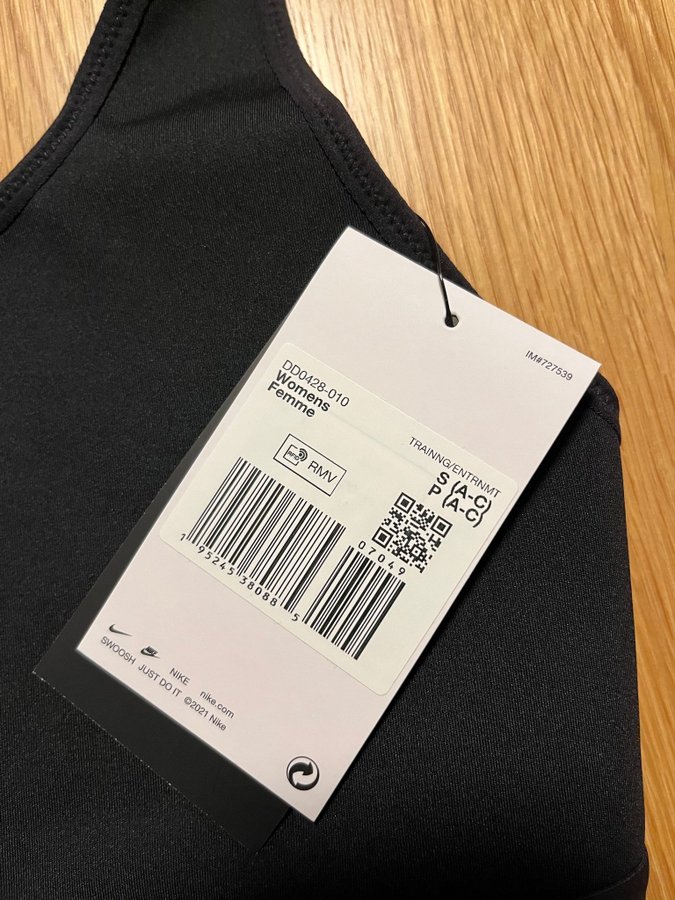 IM#727539
DD0428-010
Womens
Femme
TRAINNG/ENTRNMT
S (A-C)
P (A-C)
RFID RMV
07049
1 95245 38088 5
NIKE nike.com
SWOOSH JUST DO IT ©2021 Nike